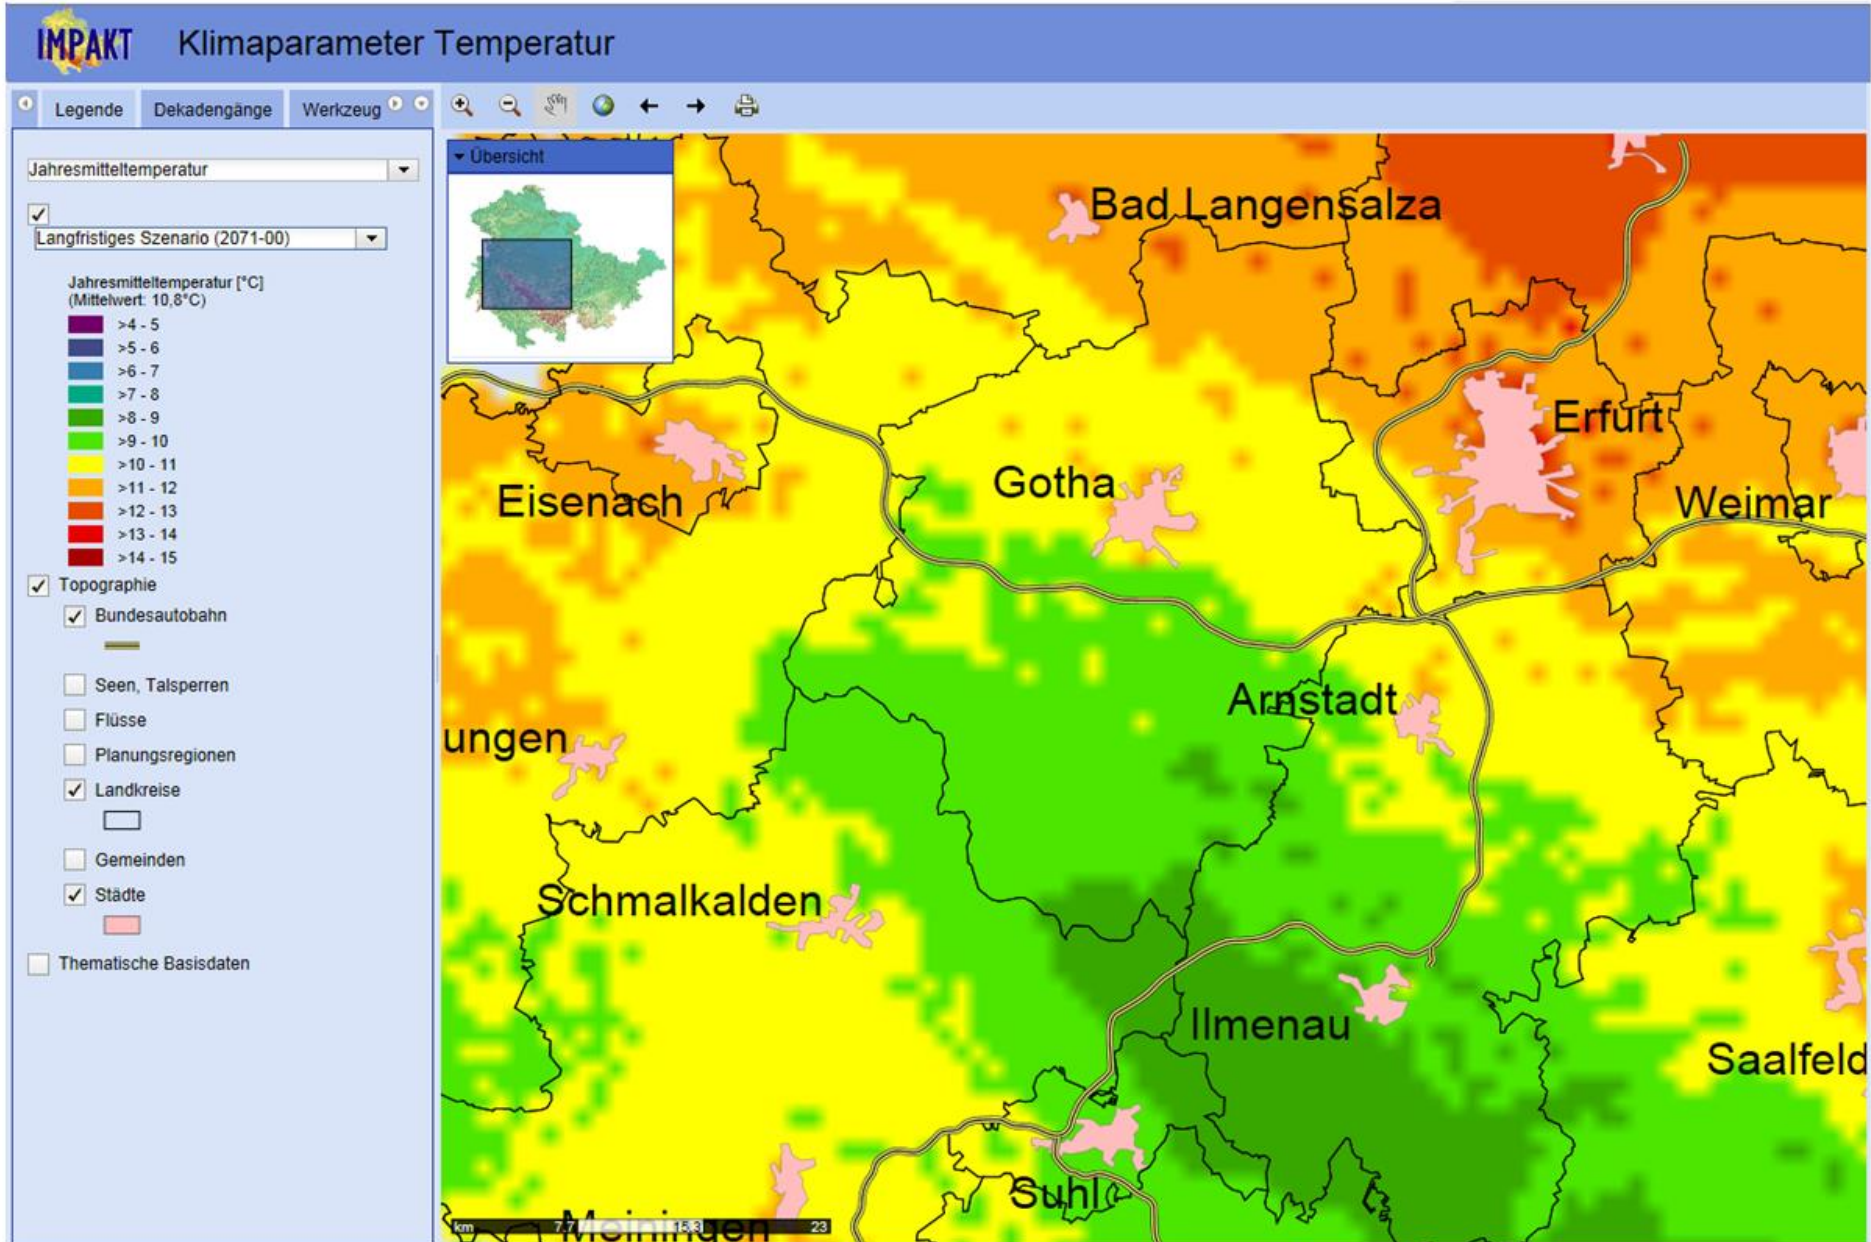 IMPAKT
Klimaparameter Temperatur
Legende
Dekadengänge
Werkzeug
Jahresmitteltemperatur
Langfristiges Szenario (2071-00)
Jahresmitteltemperatur [°C]
(Mittelwert: 10,8°C)
>4 - 5
>5 - 6
>6 - 7
>7 - 8
>8 - 9
>9 - 10
>10 - 11
>11 - 12
>12 - 13
>13 - 14
>14 - 15
Topographie
Bundesautobahn
Seen, Talsperren
Flüsse
Planungsregionen
Landkreise
Gemeinden
Städte
Thematische Basisdaten
Übersicht
Bad Langensalza
Erfurt
Gotha
Eisenach
Weimar
Arnstadt
ungen
Schmalkalden
Ilmenau
Saalfeld
Suhl
Meiningen
km 7,7 15,3 23